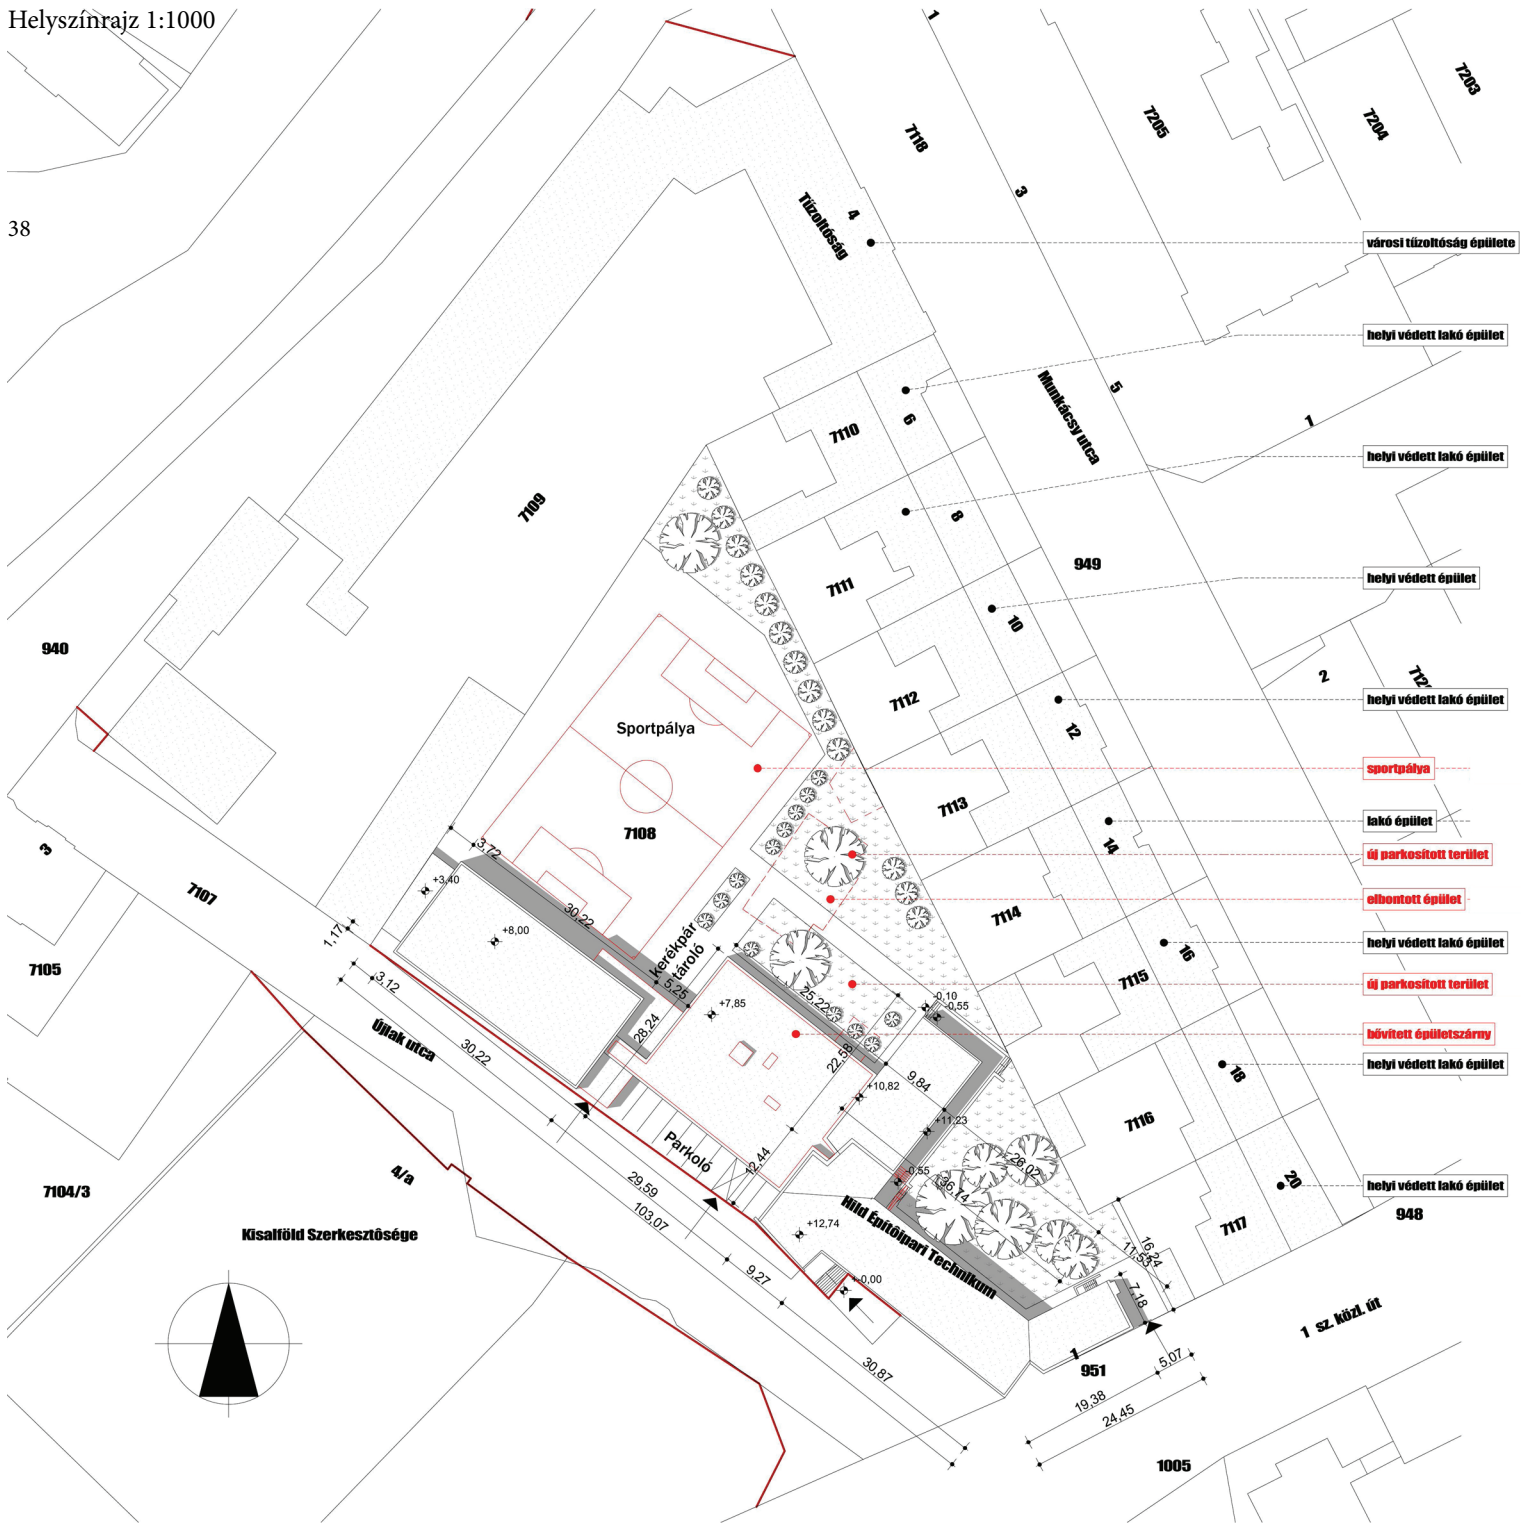 Helyszínrajz 1:1000
38
7203
7204
7205
7118
1
3
4
Tűzoltóság
városi tűzoltóság épülete
helyi védett lakó épület
5
Munkácsy utca
1
6
7110
helyi védett lakó épület
8
7109
949
7111
helyi védett épület
10
940
2
7112
helyi védett lakó épület
12
Sportpálya
sportpálya
7113
lakó épület
7108
14
3,72
3
új parkosított terület
+3,40
7107
elbontott épület
7114
30,22
+8,00
kerékpár
tároló
1,17
helyi védett lakó épület
16
7105
7115
3,12
5,25
25,22
új parkosított terület
+7,85
-0,10
-0,55
Újlak utca
28,24
bővített épületszárny
30,22
22,58
9,84
helyi védett lakó épület
18
+10,82
+11,23
7116
Parkoló
12,44
26,02
-0,55
36,74
4/a
7104/3
29,59
20
helyi védett lakó épület
948
103,07
Hild Építőipari Technikum
7117
Kisalföld Szerkesztősége
+12,74
16,24
11,53
9,27
+-0,00
7,18
1 sz. közl. út
1
951
5,07
30,87
19,38
24,45
1005